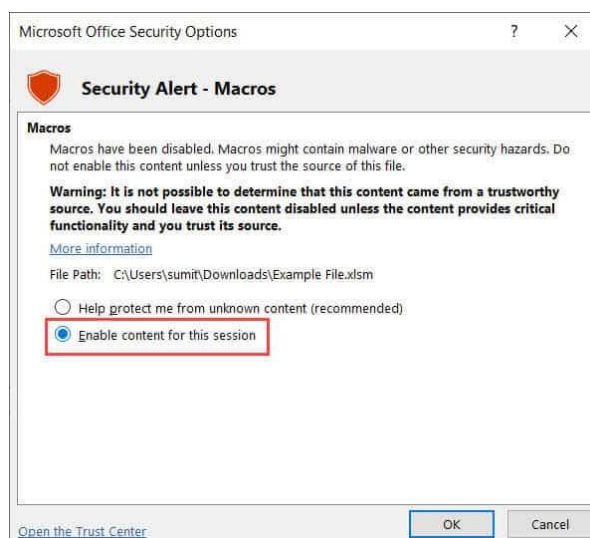 Microsoft Office Security Options
Security Alert - Macros
Macros
Macros have been disabled. Macros might contain malware or other security hazards. Do
not enable this content unless you trust the source of this file.
Warning: It is not possible to determine that this content came from a trustworthy
source. You should leave this content disabled unless the content provides critical
functionality and you trust its source.
More information
File Path: C:\Users\sumit\Downloads\Example File.xlsm
Help protect me from unknown content (recommended)
Enable content for this session
Open the Trust Center
OK
Cancel